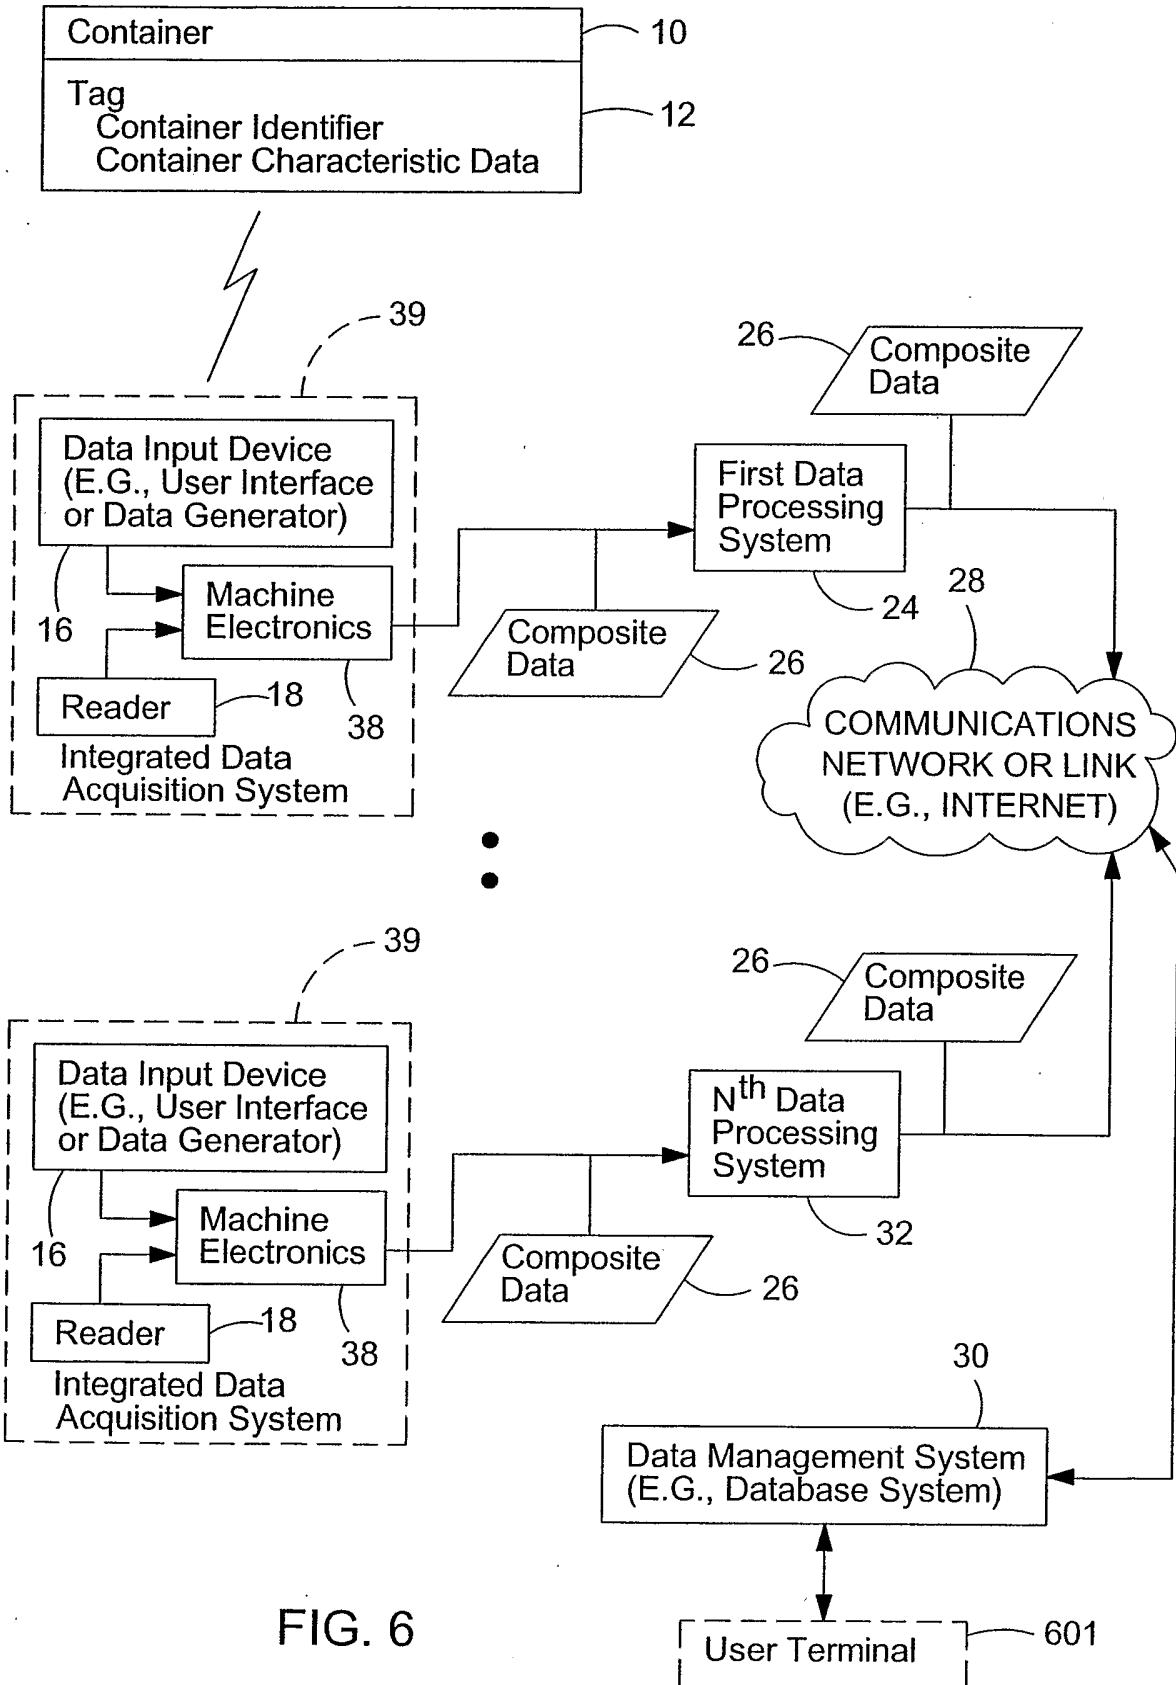 Container
10
Tag
Container Identifier
Container Characteristic Data
12
39
Data Input Device
(E.G., User Interface
or Data Generator)
16
Machine
Electronics
38
Reader
18
Integrated Data
Acquisition System
Composite
Data
26
First Data
Processing
System
24
26
Composite
Data
28
COMMUNICATIONS
NETWORK OR LINK
(E.G., INTERNET)
39
Data Input Device
(E.G., User Interface
or Data Generator)
16
Machine
Electronics
38
Reader
18
Integrated Data
Acquisition System
Composite
Data
26
Nth Data
Processing
System
32
26
Composite
Data
30
Data Management System
(E.G., Database System)
User Terminal
601
FIG. 6